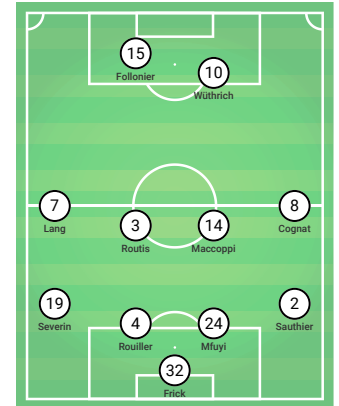 15
Follonier
10
Wüthrich
7
Lang
8
Cognat
3
Routis
14
Maccoppi
19
Severin
2
Sauthier
4
Rouiller
24
Mfuyi
32
Frick